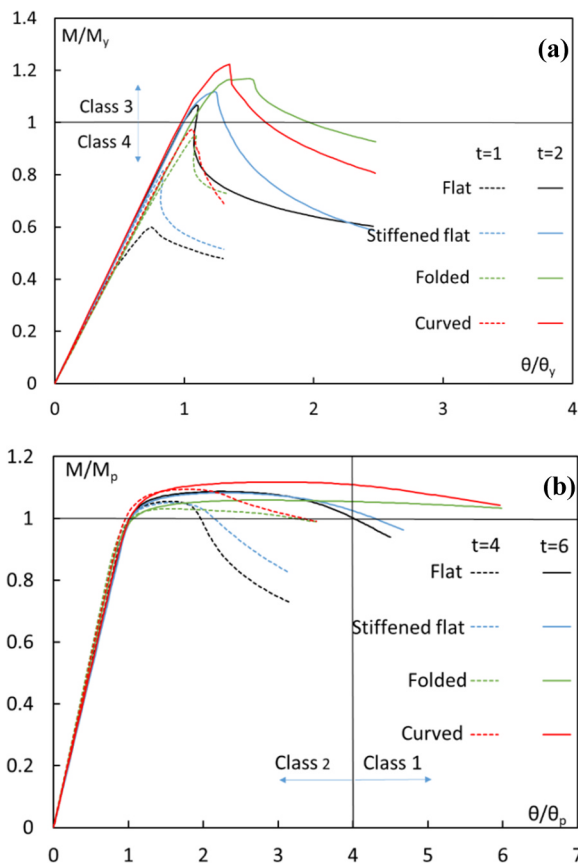 1.4
M/My
(a)
1.2
Class 3
1
Class 4
t=1 t=2
0.8
Flat
0.6
Stiffened flat
0.4
Folded
0.2
Curved
θ/θy
0
0 1 2 3 4
1.2
M/Mp
(b)
1
t=4 t=6
0.8
Flat
0.6
Stiffened flat
0.4
Folded
Curved
0.2
Class 2 Class 1
θ/θp
0
0 1 2 3 4 5 6 7